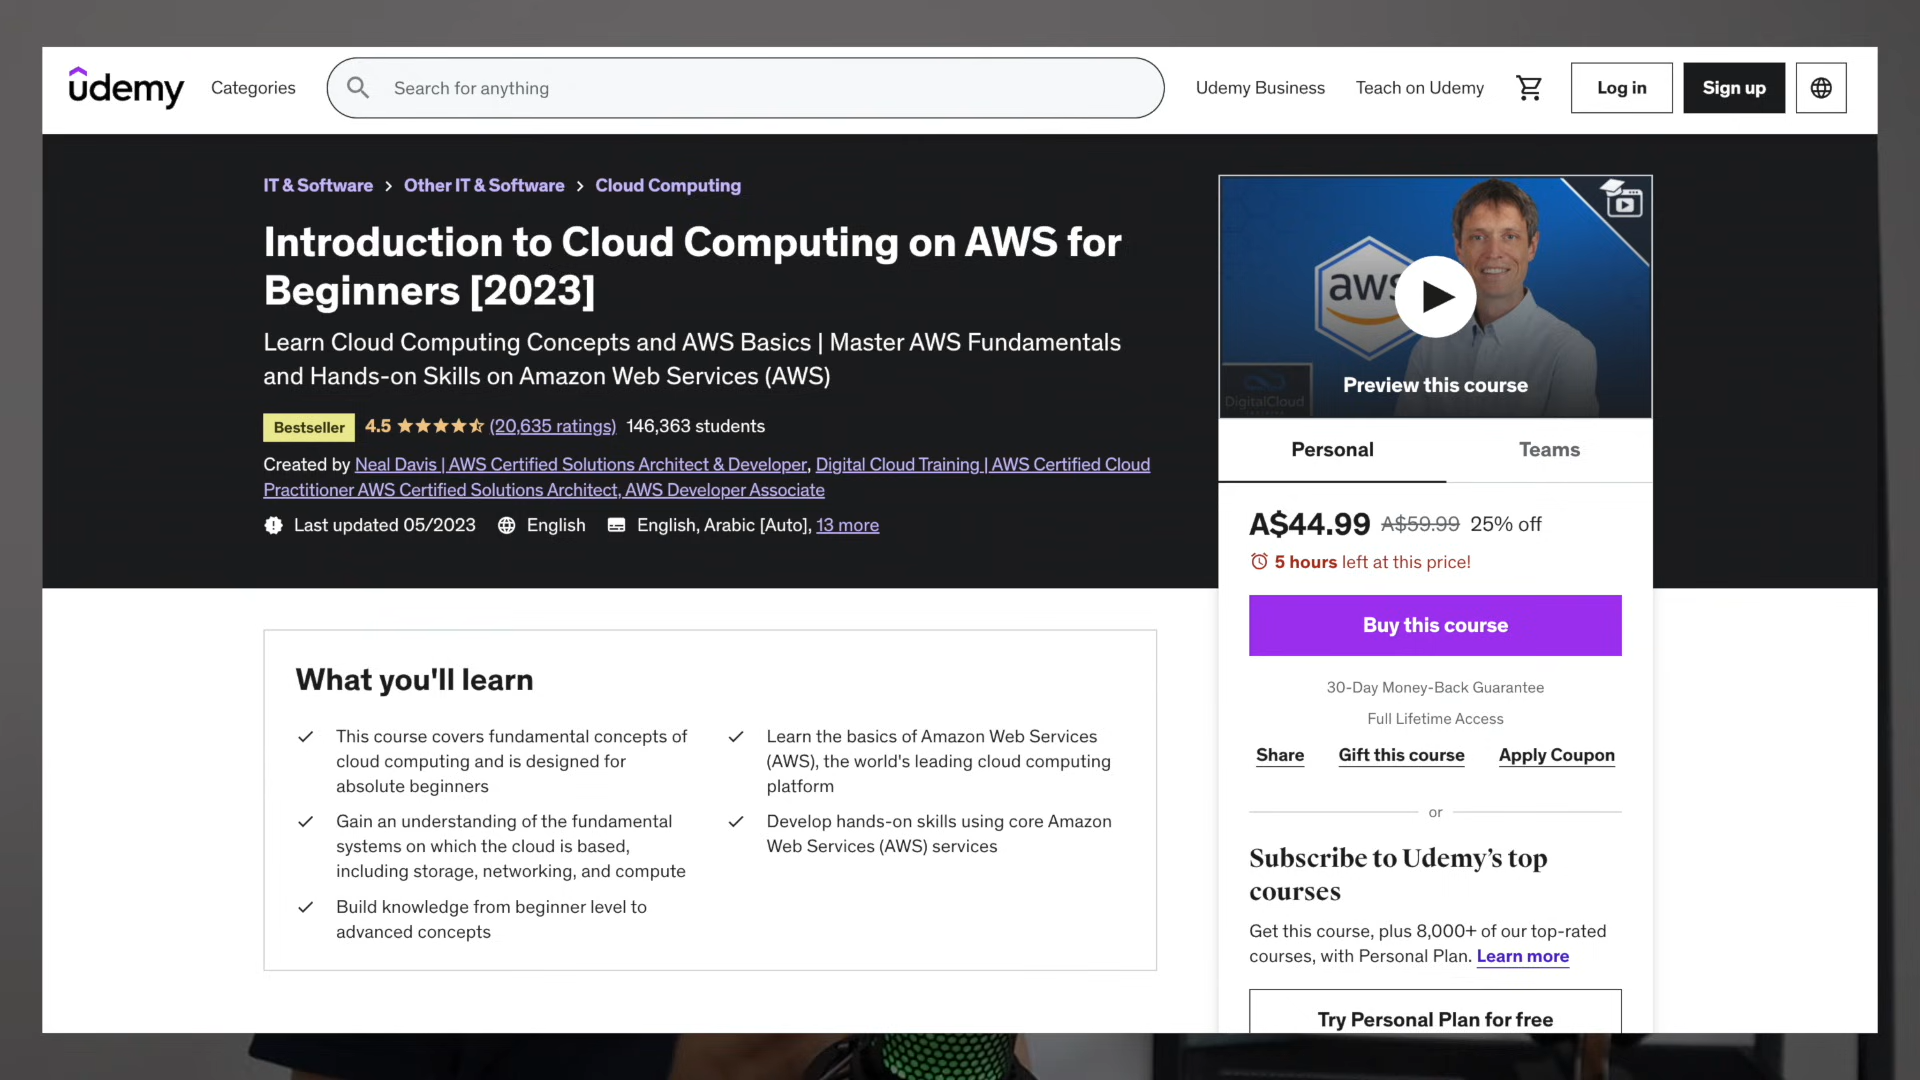 udemy
Categories
Search for anything
Udemy Business
Teach on Udemy
Log in
Sign up
IT & Software > Other IT & Software > Cloud Computing
Introduction to Cloud Computing on AWS for
Beginners [2023]
Learn Cloud Computing Concepts and AWS Basics | Master AWS Fundamentals
and Hands-on Skills on Amazon Web Services (AWS)
Bestseller 4.5 (20,635 ratings) 146,363 students
Created by Neal Davis | AWS Certified Solutions Architect & Developer, Digital Cloud Training | AWS Certified Cloud
Practitioner AWS Certified Solutions Architect, AWS Developer Associate
Last updated 05/2023 English English, Arabic [Auto], 13 more
aws
DigitalCloud
Preview this course
Personal
Teams
A$44.99 A$59.99 25% off
5 hours left at this price!
Buy this course
30-Day Money-Back Guarantee
Full Lifetime Access
Share
Gift this course
Apply Coupon
or
Subscribe to Udemy’s top
courses
Get this course, plus 8,000+ of our top-rated
courses, with Personal Plan. Learn more
Try Personal Plan for free
What you'll learn
This course covers fundamental concepts of
cloud computing and is designed for
absolute beginners
Gain an understanding of the fundamental
systems on which the cloud is based,
including storage, networking, and compute
Build knowledge from beginner level to
advanced concepts
Learn the basics of Amazon Web Services
(AWS), the world's leading cloud computing
platform
Develop hands-on skills using core Amazon
Web Services (AWS) services